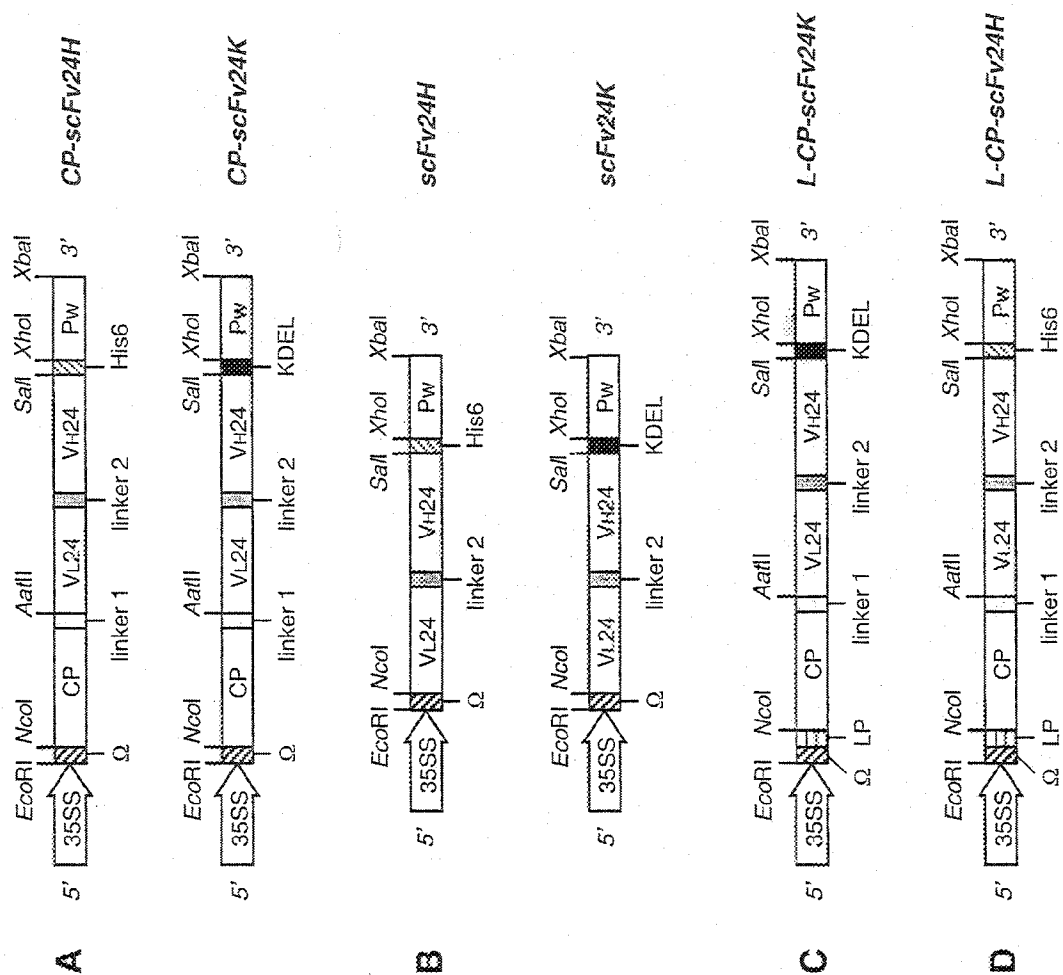 A
EcoRI NcoI AatII SalI XhoI XbaI
5' 35SS CP VL24 VH24 Pw 3' CP-scFv24H
Ω linker 1 linker 2 His6
EcoRI NcoI AatII SalI XhoI XbaI
5' 35SS CP VL24 VH24 Pw 3' CP-scFv24K
Ω linker 1 linker 2 KDEL
B
EcoRI NcoI SalI XhoI XbaI
5' 35SS VL24 VH24 Pw 3' scFv24H
Ω linker 2 His6
EcoRI NcoI SalI XhoI XbaI
5' 35SS VL24 VH24 Pw 3' scFv24K
Ω linker 2 KDEL
C
EcoRI NcoI AatII SalI XhoI XbaI
5' 35SS CP VL24 VH24 Pw 3' L-CP-scFv24K
Ω LP linker 1 linker 2 KDEL
D
EcoRI NcoI AatII SalI XhoI XbaI
5' 35SS CP VL24 VH24 Pw 3' L-CP-scFv24H
Ω LP linker 1 linker 2 His6